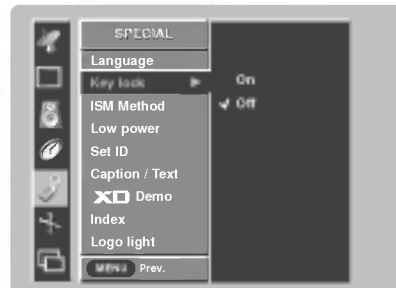 SPECIAL
Language
Key lock
On
ISM Method
Off
Low power
Set ID
Caption / Text
XD Demo
Index
Logo light
MENU Prev.